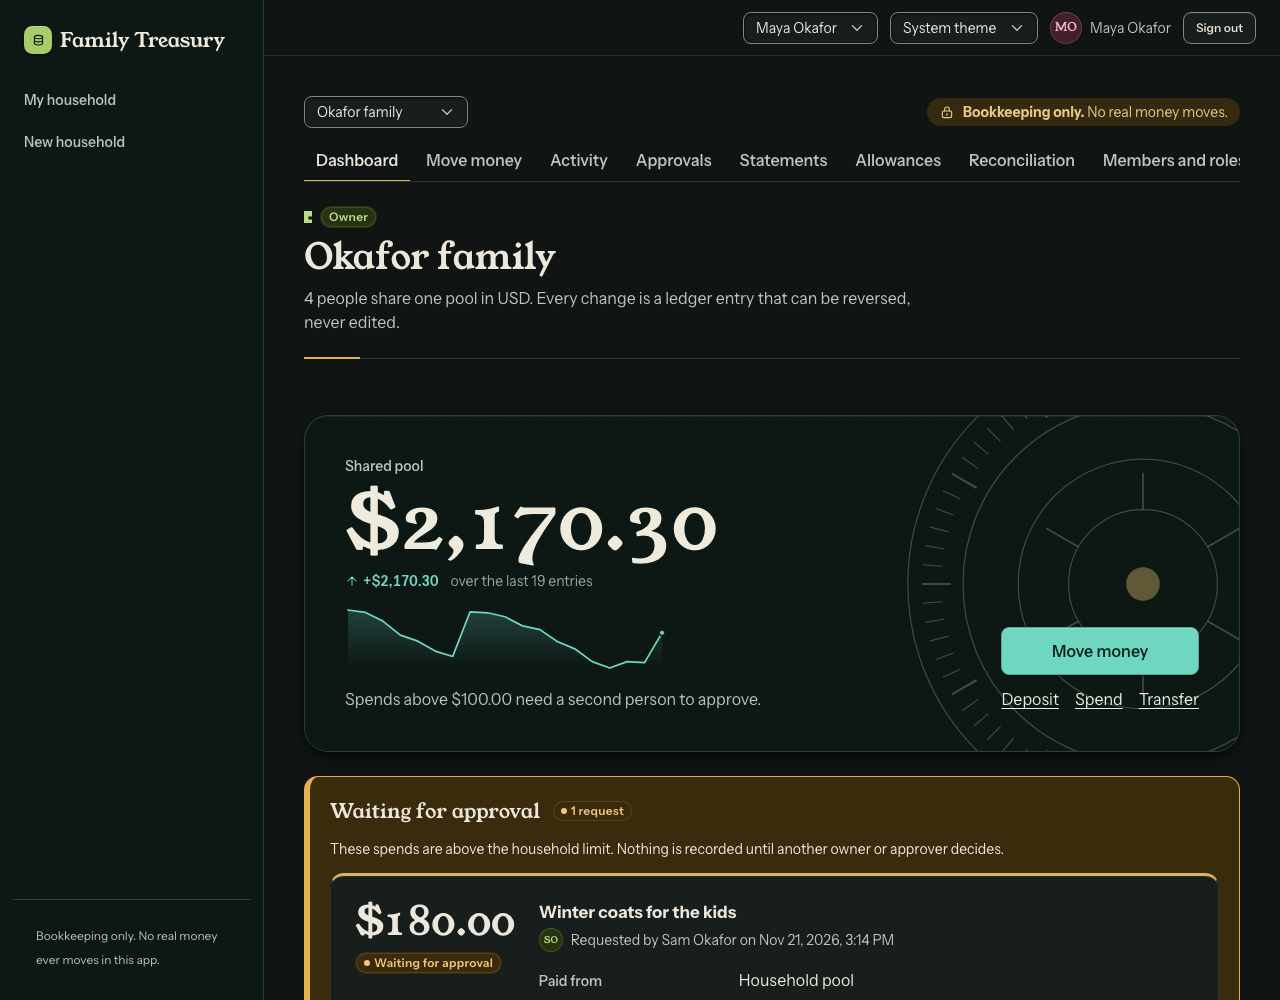 Family Treasury
Maya Okafor
System theme
MO
Maya Okafor
Sign out
My household
New household
Okafor family
Bookkeeping only. No real money moves.
Dashboard
Move money
Activity
Approvals
Statements
Allowances
Reconciliation
Members and roles
Owner
Okafor family
4 people share one pool in USD. Every change is a ledger entry that can be reversed,
never edited.
Shared pool
$2,170.30
+$2,170.30 over the last 19 entries
Move money
Spends above $100.00 need a second person to approve.
Deposit Spend Transfer
Waiting for approval
1 request
These spends are above the household limit. Nothing is recorded until another owner or approver decides.
$180.00
Winter coats for the kids
SO
Requested by Sam Okafor on Nov 21, 2026, 3:14 PM
Waiting for approval
Paid from
Household pool
Bookkeeping only. No real money
ever moves in this app.